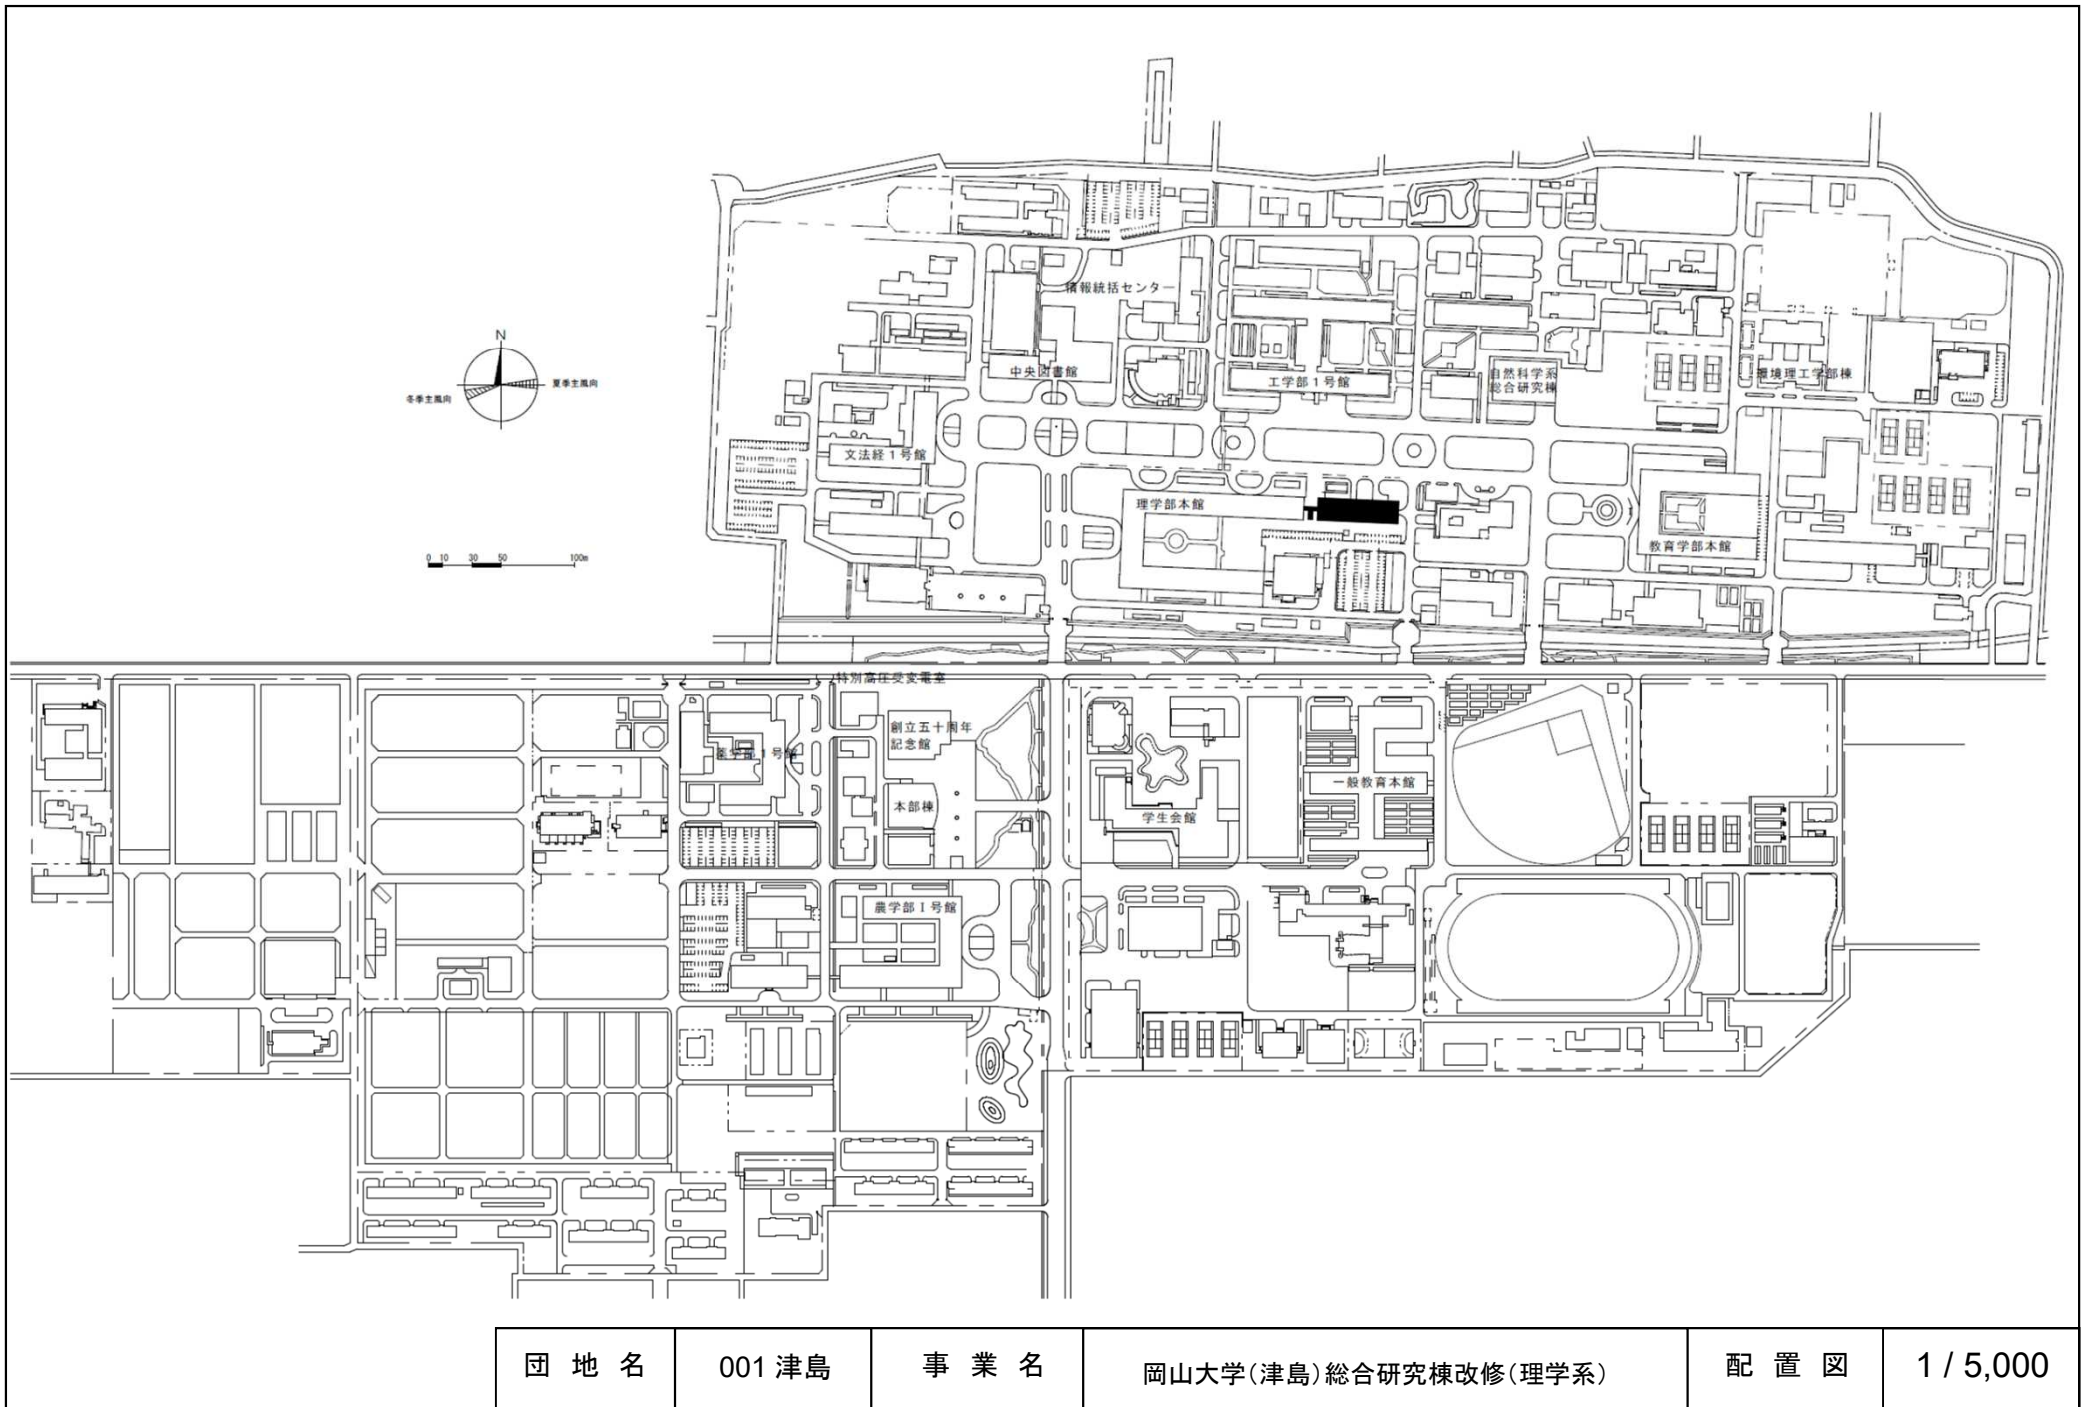 情報統括センター
N
夏季主風向
冬季主風向
中央図書館
工学部1号館
自然科学系
総合研究棟
環境理工学部棟
文法経1号館
理学部本館
教育学部本館
0 10 30 50 100m
特別高圧受変電室
創立五十周年
記念館
薬学部1号館
一般教育本館
本部棟
学生会館
農学部Ⅰ号館
団地名 001 津島 事業名 岡山大学(津島)総合研究棟改修(理学系) 配置図 1 / 5,000